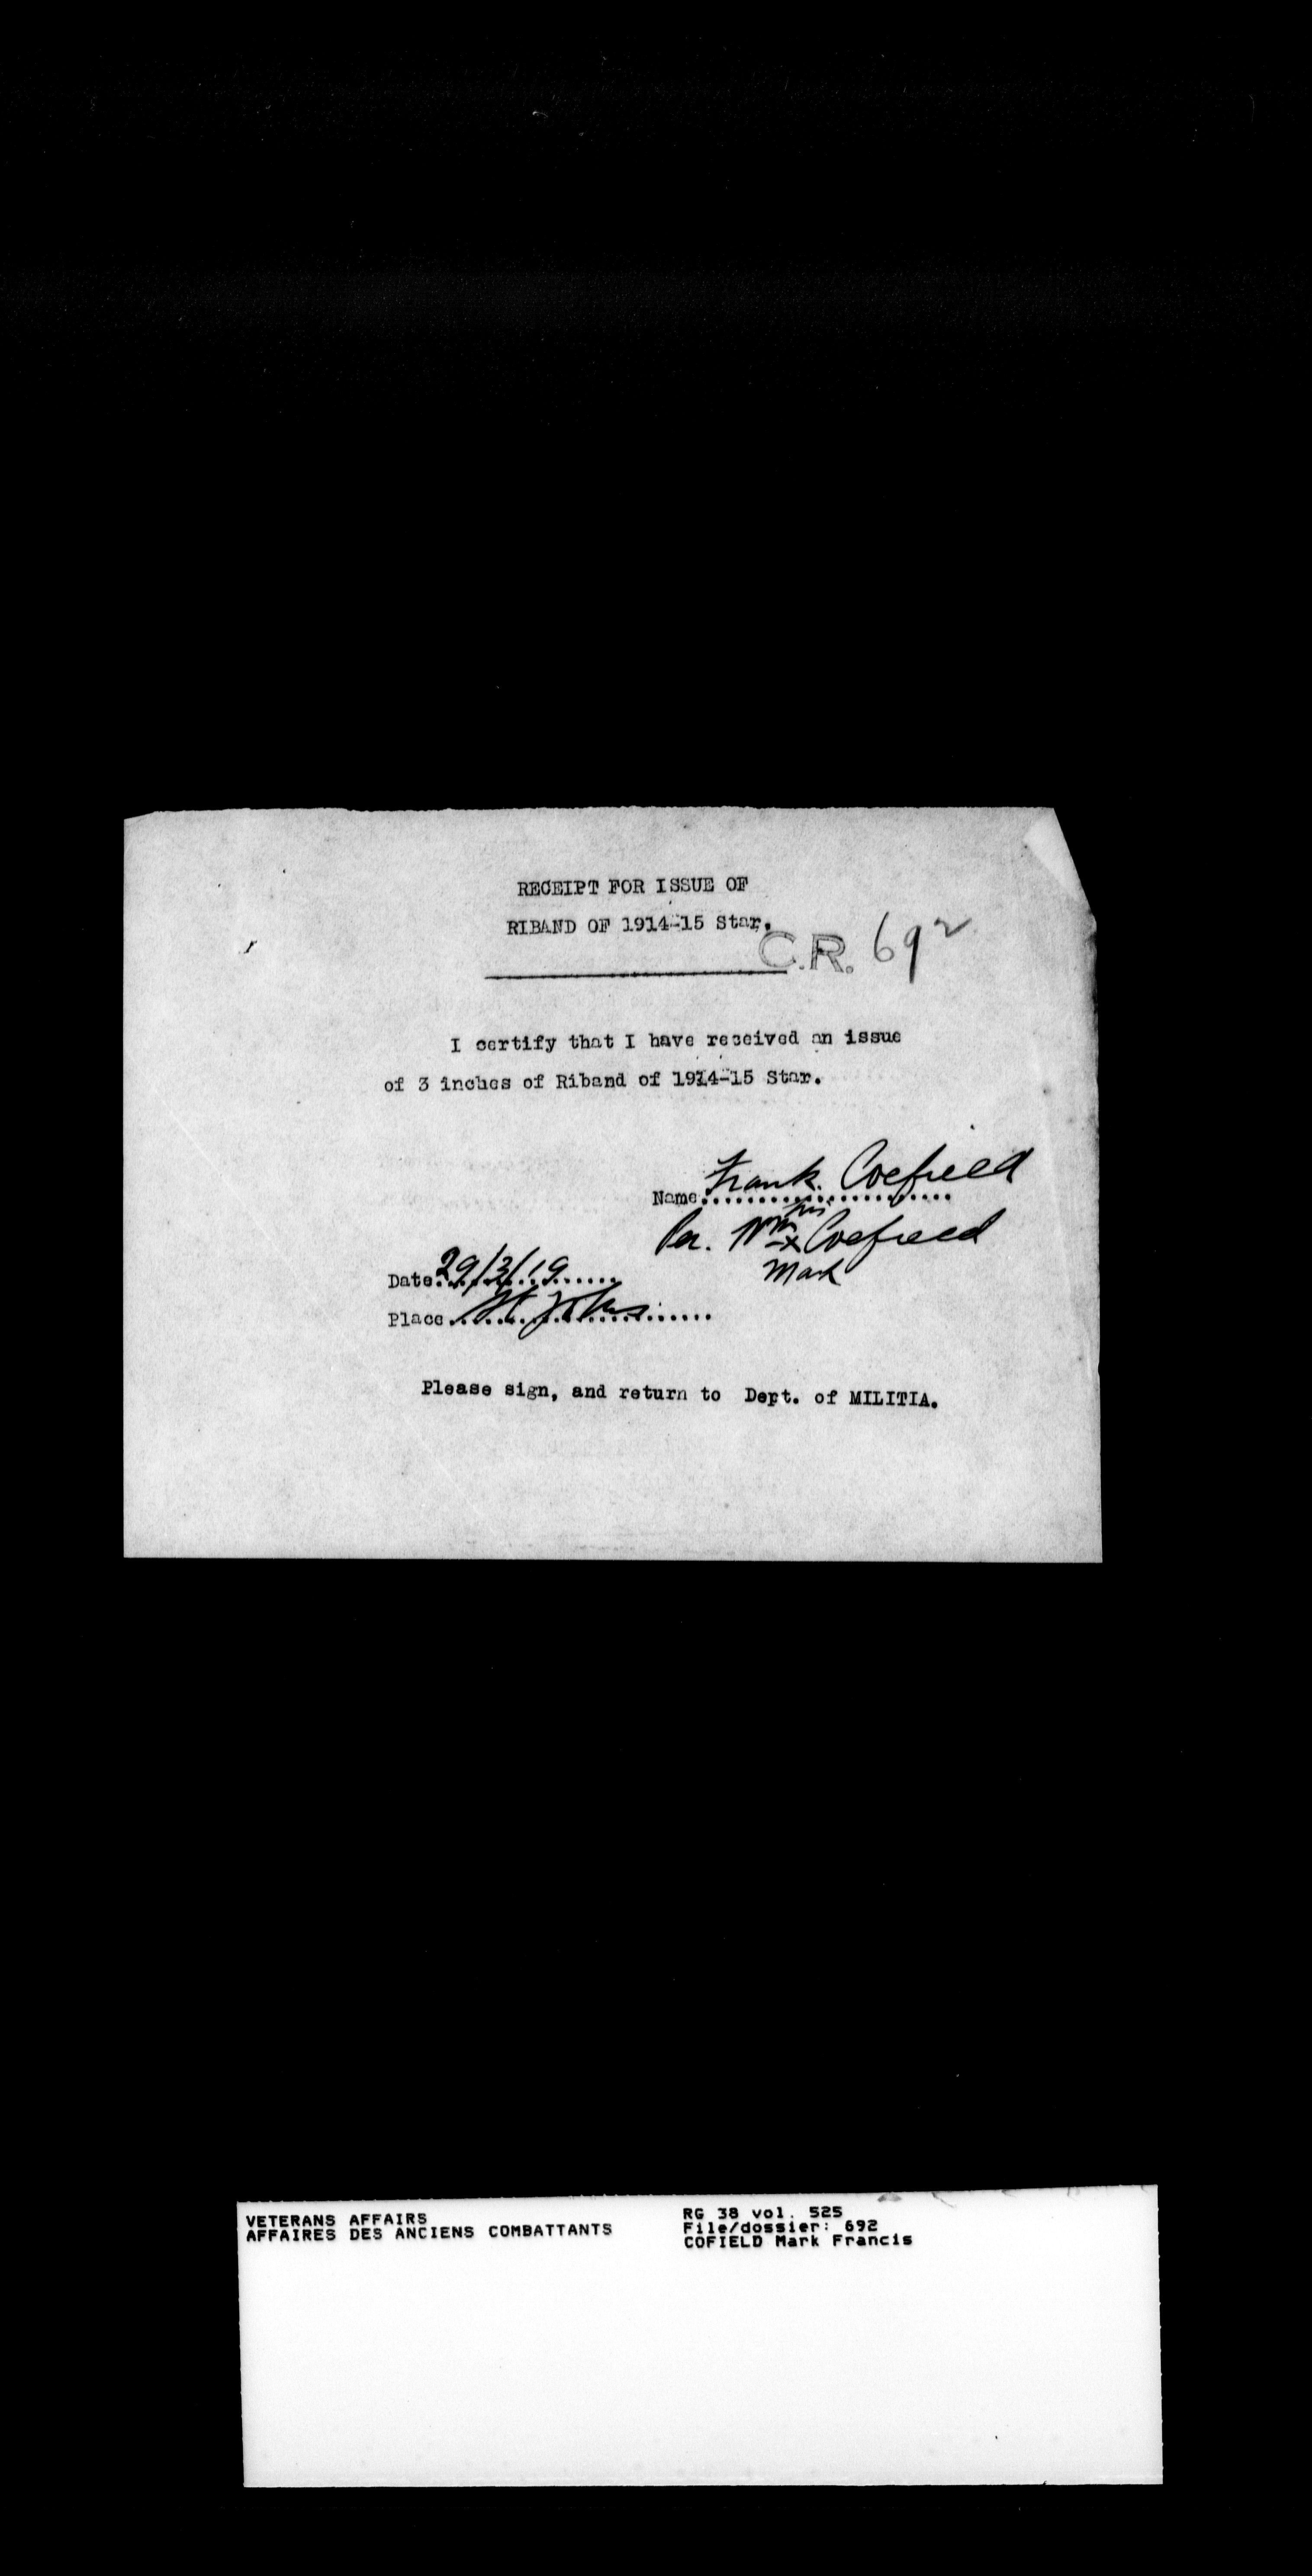 RECEIPT FOR ISSUE OF
RIBAND OF 1914-15 Star.
C.R. 692
I certify that I have received an issue
of 3 inches of Riband of 1914-15 Star.
Name Frank. Coefield
his
Per. Wm X Coefield
Mark
Date 29/3/19
Place St Johns
Please sign, and return to Dept. of MILITIA.
VETERANS AFFAIRS
AFFAIRES DES ANCIENS COMBATTANTS
RG 38 vol. 525
File/dossier: 692
COFIELD Mark Francis